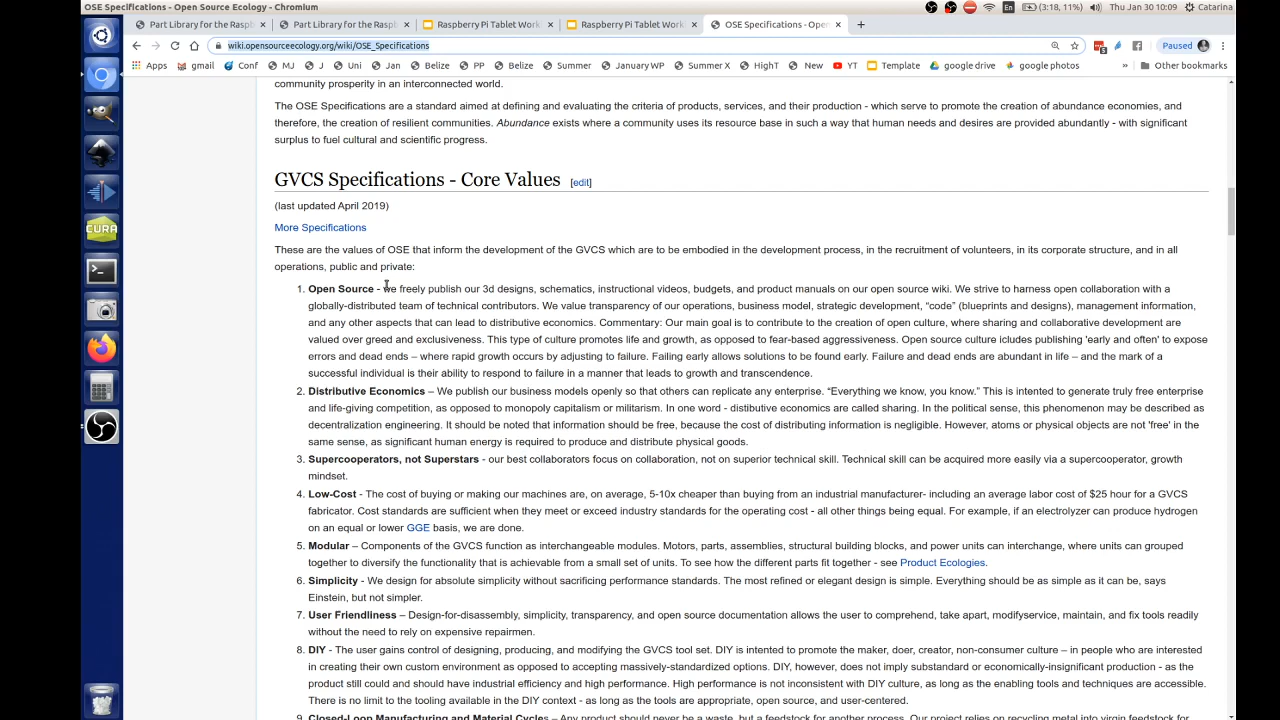 OSE Specifications - Open Source Ecology - Chromium
En
(3:18, 11%)
Thu Jan 30 10:09
Catarina
Part Library for the Raspb
Part Library for the Raspb
Raspberry Pi Tablet Work
Raspberry Pi Tablet Work
OSE Specifications - Open
wiki.opensourceecology.org/wiki/OSE_Specifications
Paused
Apps
gmail
Conf
MJ
J
Uni
Jan
Belize
PP
Belize
Summer
January WP
Summer X
HighT
New
YT
Template
google drive
google photos
»
Other bookmarks
community prosperity in an interconnected world.
The OSE Specifications are a standard aimed at defining and evaluating the criteria of products, services, and their production - which serve to promote the creation of abundance economies, and
therefore, the creation of resilient communities. Abundance exists where a community uses its resource base in such a way that human needs and desires are provided abundantly - with significant
surplus to fuel cultural and scientific progress.
GVCS Specifications - Core Values [edit]
(last updated April 2019)
More Specifications
These are the values of OSE that inform the development of the GVCS which are to be embodied in the development process, in the recruitment of volunteers, in its corporate structure, and in all
operations, public and private:
1. Open Source - we freely publish our 3d designs, schematics, instructional videos, budgets, and product manuals on our open source wiki. We strive to harness open collaboration with a
globally-distributed team of technical contributors. We value transparency of our operations, business model, strategic development, “code” (blueprints and designs), management information,
and any other aspects that can lead to distributive economics. Commentary: Our main goal is to contribute to the creation of open culture, where sharing and collaborative development are
valued over greed and exclusiveness. This type of culture promotes life and growth, as opposed to fear-based aggressiveness. Open source culture icludes publishing 'early and often' to expose
errors and dead ends – where rapid growth occurs by adjusting to failure. Failing early allows solutions to be found early. Failure and dead ends are abundant in life – and the mark of a
successful individual is their ability to respond to failure in a manner that leads to growth and transcendence.
2. Distributive Economics – We publish our business models openly so that others can replicate any enterprise. “Everything we know, you know.” This is intended to generate truly free enterprise
and life-giving competition, as opposed to monopoly capitalism or militarism. In one word - distibutive economics are called sharing. In the political sense, this phenomenon may be described as
decentralization engineering. It should be noted that information should be free, because the cost of distributing information is negligible. However, atoms or physical objects are not 'free' in the
same sense, as significant human energy is required to produce and distribute physical goods.
3. Supercooperators, not Superstars - our best collaborators focus on collaboration, not on superior technical skill. Technical skill can be acquired more easily via a supercooperator, growth
mindset.
4. Low-Cost - The cost of buying or making our machines are, on average, 5-10x cheaper than buying from an industrial manufacturer- including an average labor cost of $25 hour for a GVCS
fabricator. Cost standards are sufficient when they meet or exceed industry standards for the operating cost - all other things being equal. For example, if an electrolyzer can produce hydrogen
on an equal or lower GGE basis, we are done.
5. Modular – Components of the GVCS function as interchangeable modules. Motors, parts, assemblies, structural building blocks, and power units can interchange, where units can grouped
together to diversify the functionality that is achievable from a small set of units. To see how the different parts fit together - see Product Ecologies.
6. Simplicity - We design for absolute simplicity without sacrificing performance standards. The most refined or elegant design is simple. Everything should be as simple as it can be, says
Einstein, but not simpler.
7. User Friendliness – Design-for-disassembly, simplicity, transparency, and open source documentation allows the user to comprehend, take apart, modifyservice, maintain, and fix tools readily
without the need to rely on expensive repairmen.
8. DIY - The user gains control of designing, producing, and modifying the GVCS tool set. DIY is intended to promote the maker, doer, creator, non-consumer culture – in people who are interested
in creating their own custom environment as opposed to accepting massively-standardized options. DIY, however, does not imply substandard or economically-insignificant production - as the
product still could and should have industrial efficiency and high performance. High performance is not inconsistent with DIY culture, as long as the enabling tools and techniques are accessible.
There is no limit to the tooling available in the DIY context - as long as the tools are appropriate, open source, and user-centered.
9. Closed-Loop Manufacturing and Material Cycles – Any product should never be a waste, but a feedstock for another process. Our project relies on recycling metal into virgin feedstock for
CURA